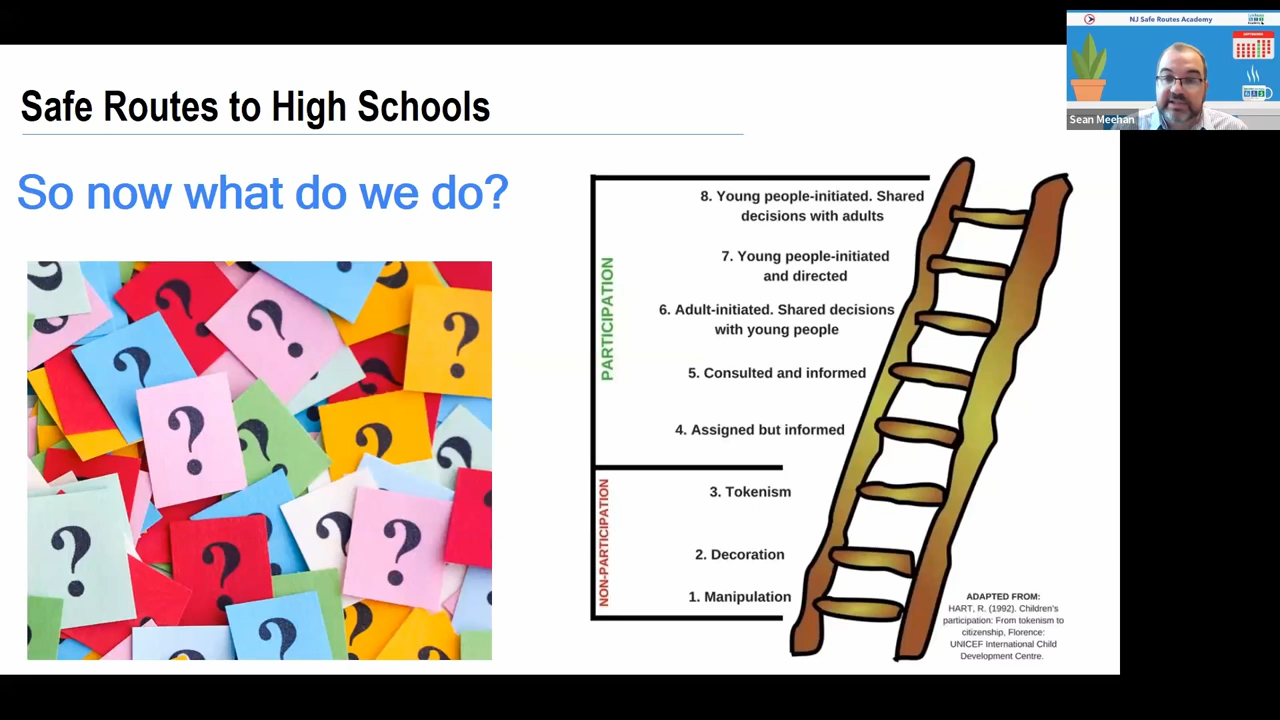 NJ Safe Routes Academy
Sean Meehan
Safe Routes to High Schools
So now what do we do?
? ? ? ? ? ? ? ? ? ? ? ? ?
PARTICIPATION
8. Young people-initiated. Shared
decisions with adults
7. Young people-initiated
and directed
6. Adult-initiated. Shared decisions
with young people
5. Consulted and informed
4. Assigned but informed
NON-PARTICIPATION
3. Tokenism
2. Decoration
1. Manipulation
ADAPTED FROM:
HART, R. (1992). Children's
participation: From tokenism to
citizenship, Florence:
UNICEF International Child
Development Centre.